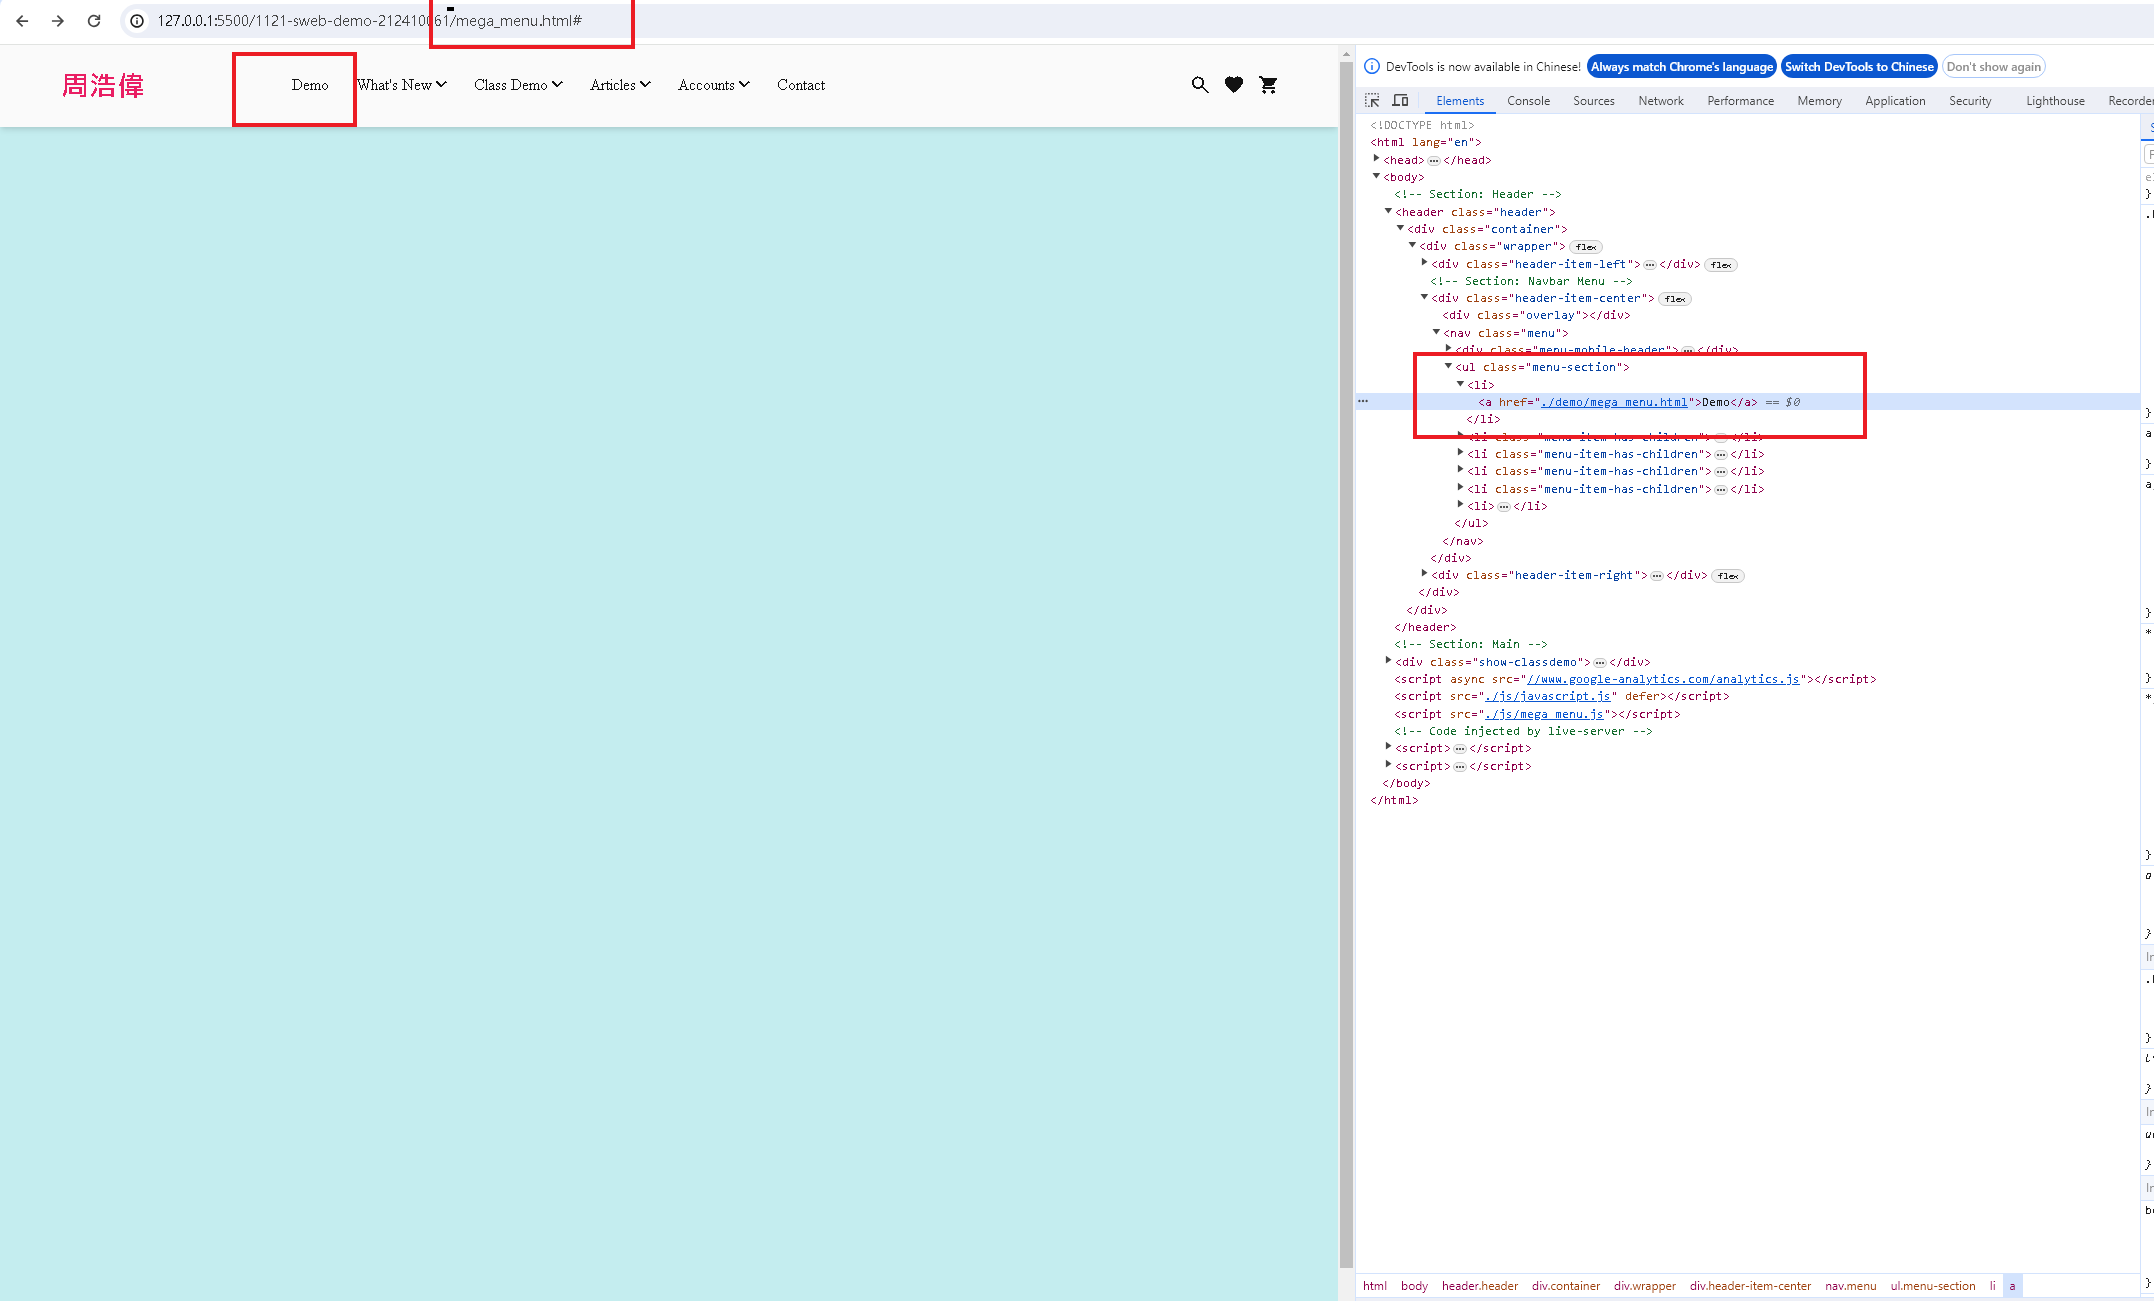 127.0.0.1:5500/1121-sweb-demo-212410061/mega_menu.html#
周浩偉
Demo What's New Class Demo Articles Accounts Contact
DevTools is now available in Chinese! Always match Chrome's language Switch DevTools to Chinese Don't show again
Elements Console Sources Network Performance Memory Application Security Lighthouse Recorder
<!DOCTYPE html>
<html lang="en">
<head>…</head>
<body>
<!-- Section: Header -->
<header class="header">
<div class="container">
<div class="wrapper"> flex
<div class="header-item-left">…</div> flex
<!-- Section: Navbar Menu -->
<div class="header-item-center"> flex
<div class="overlay"></div>
<nav class="menu">
<div class="menu-mobile-header">…</div>
<ul class="menu-section">
<li>
… <a href="./demo/mega_menu.html">Demo</a> == $0
</li>
<li class="menu-item-has-children">…</li>
<li class="menu-item-has-children">…</li>
<li class="menu-item-has-children">…</li>
<li class="menu-item-has-children">…</li>
<li>…</li>
</ul>
</nav>
</div>
<div class="header-item-right">…</div> flex
</div>
</div>
</header>
<!-- Section: Main -->
<div class="show-classdemo">…</div>
<script async src="//www.google-analytics.com/analytics.js"></script>
<script src="./js/javascript.js" defer></script>
<script src="./js/mega_menu.js"></script>
<!-- Code injected by live-server -->
<script>…</script>
<script>…</script>
</body>
</html>
html body header.header div.container div.wrapper div.header-item-center nav.menu ul.menu-section li a